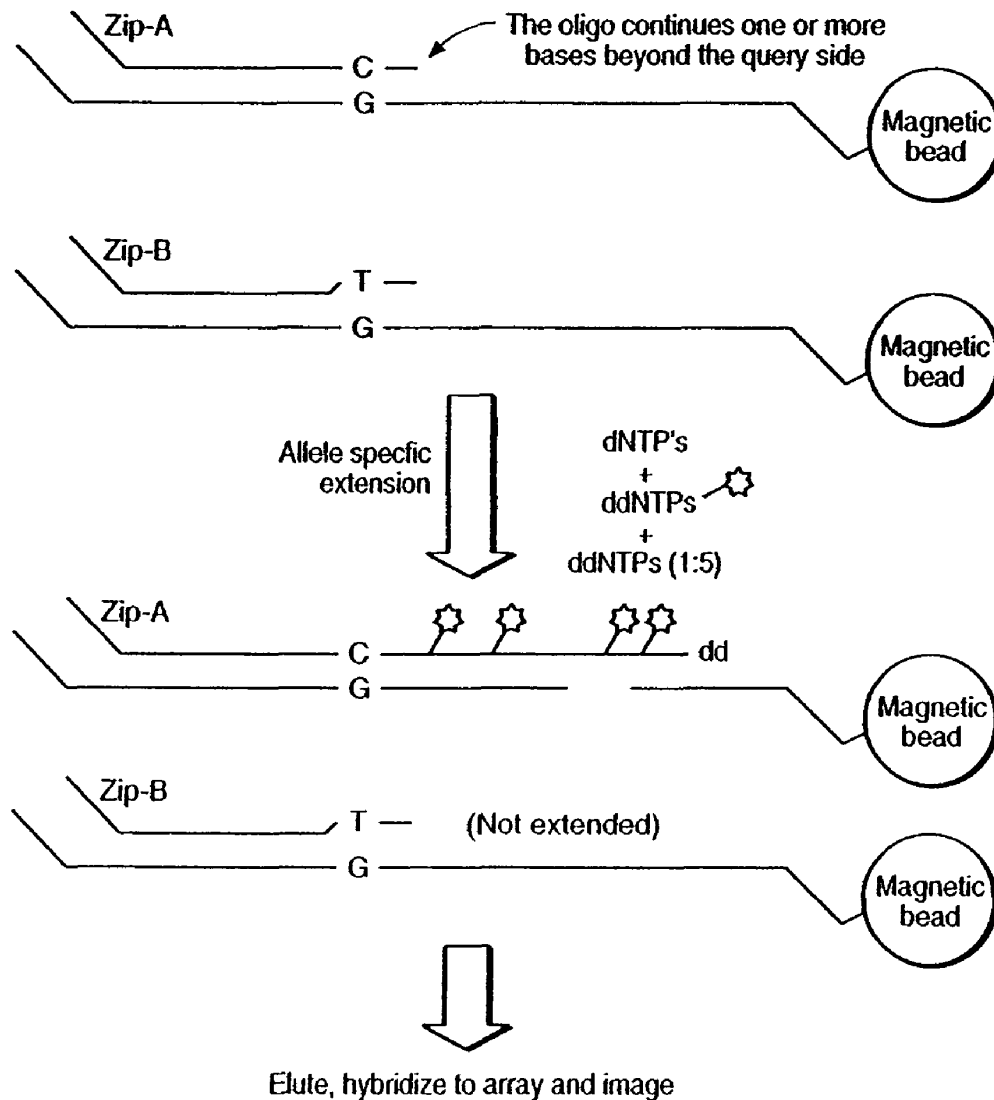 Zip-A
The oligo continues one or more
bases beyond the query side
C
G
Magnetic
bead
Zip-B
T
G
Magnetic
bead
Allele specfic
extension
dNTP's
+
ddNTPs
+
ddNTPs (1:5)
Zip-A
C
dd
G
Magnetic
bead
Zip-B
T
(Not extended)
G
Magnetic
bead
Elute, hybridize to array and image